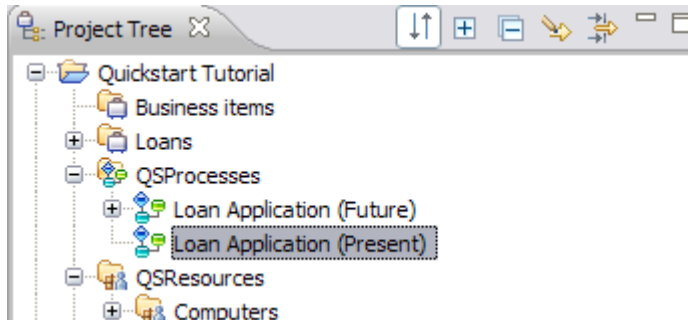 Project Tree
Quickstart Tutorial
Business items
Loans
QSProcesses
Loan Application (Future)
Loan Application (Present)
QSResources
Computers